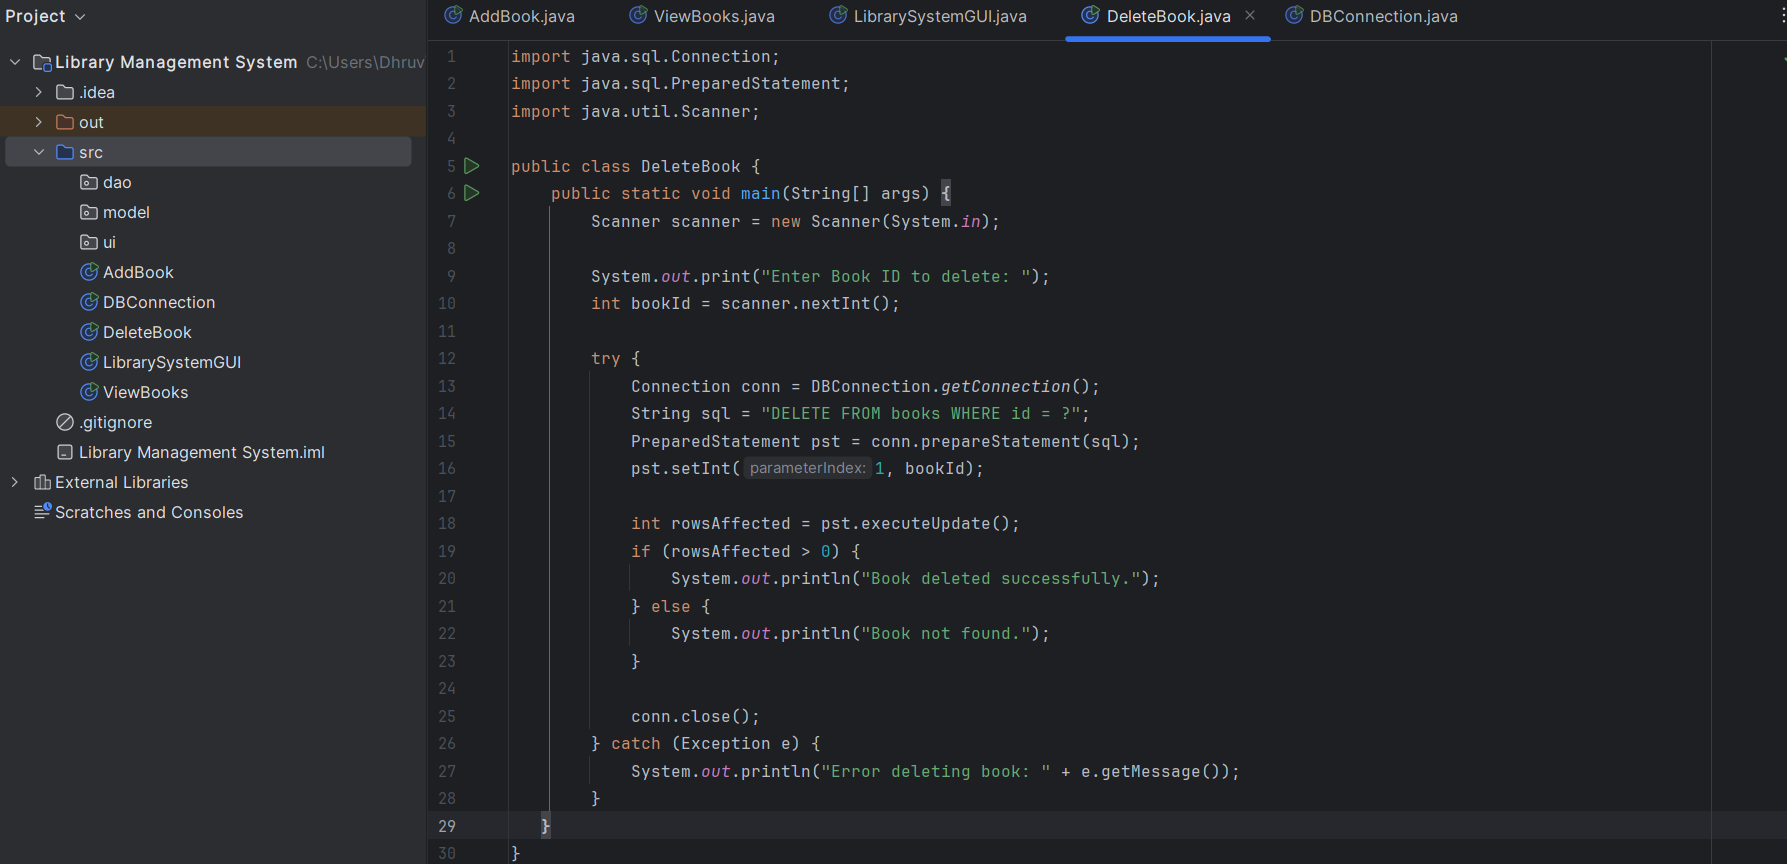 Project
Library Management System C:\Users\Dhruv
.idea
out
src
dao
model
ui
AddBook
DBConnection
DeleteBook
LibrarySystemGUI
ViewBooks
.gitignore
Library Management System.iml
External Libraries
Scratches and Consoles
AddBook.java ViewBooks.java LibrarySystemGUI.java DeleteBook.java DBConnection.java
1 import java.sql.Connection;
2 import java.sql.PreparedStatement;
3 import java.util.Scanner;
4
5 public class DeleteBook {
6 public static void main(String[] args) {
7 Scanner scanner = new Scanner(System.in);
8
9 System.out.print("Enter Book ID to delete: ");
10 int bookId = scanner.nextInt();
11
12 try {
13 Connection conn = DBConnection.getConnection();
14 String sql = "DELETE FROM books WHERE id = ?";
15 PreparedStatement pst = conn.prepareStatement(sql);
16 pst.setInt( parameterIndex: 1, bookId);
17
18 int rowsAffected = pst.executeUpdate();
19 if (rowsAffected > 0) {
20 System.out.println("Book deleted successfully.");
21 } else {
22 System.out.println("Book not found.");
23 }
24
25 conn.close();
26 } catch (Exception e) {
27 System.out.println("Error deleting book: " + e.getMessage());
28 }
29 }
30 }